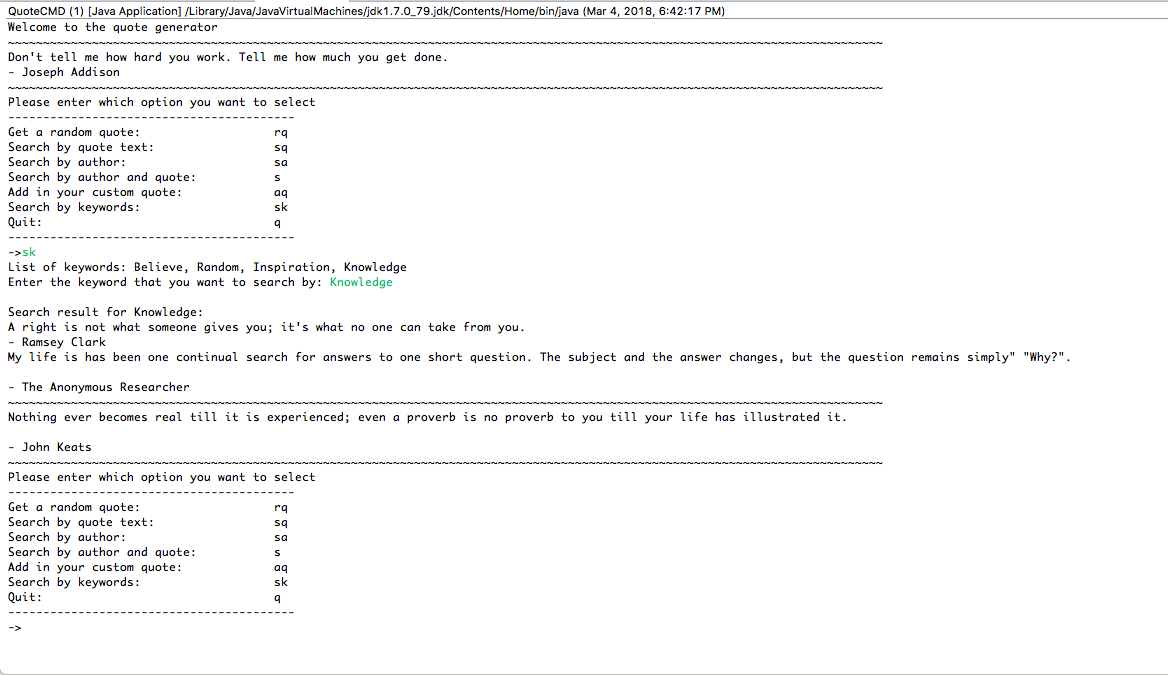 QuoteCMD (1) [Java Application] /Library/Java/JavaVirtualMachines/jdk1.7.0_79.jdk/Contents/Home/bin/java (Mar 4, 2018, 6:42:17 PM)
Welcome to the quote generator
~~~~~~~~~~~~~~~~~~~~~~~~~~~~~~~~~~~~~~~~~~~~~~~~~~~~~~~~~~~~~~~~~~~~~~~~~~~~~~~~~~~~~~~~~~~~~~~~~~~~~~~~~~~~~~~~~~~~~~~~~~~~~
Don't tell me how hard you work. Tell me how much you get done.
- Joseph Addison
~~~~~~~~~~~~~~~~~~~~~~~~~~~~~~~~~~~~~~~~~~~~~~~~~~~~~~~~~~~~~~~~~~~~~~~~~~~~~~~~~~~~~~~~~~~~~~~~~~~~~~~~~~~~~~~~~~~~~~~~~~~~~
Please enter which option you want to select
-----------------------------------------
Get a random quote: rq
Search by quote text: sq
Search by author: sa
Search by author and quote: s
Add in your custom quote: aq
Search by keywords: sk
Quit: q
-----------------------------------------
->sk
List of keywords: Believe, Random, Inspiration, Knowledge
Enter the keyword that you want to search by: Knowledge
Search result for Knowledge:
A right is not what someone gives you; it's what no one can take from you.
- Ramsey Clark
My life is has been one continual search for answers to one short question. The subject and the answer changes, but the question remains simply" "Why?".
- The Anonymous Researcher
~~~~~~~~~~~~~~~~~~~~~~~~~~~~~~~~~~~~~~~~~~~~~~~~~~~~~~~~~~~~~~~~~~~~~~~~~~~~~~~~~~~~~~~~~~~~~~~~~~~~~~~~~~~~~~~~~~~~~~~~~~~~~
Nothing ever becomes real till it is experienced; even a proverb is no proverb to you till your life has illustrated it.
- John Keats
~~~~~~~~~~~~~~~~~~~~~~~~~~~~~~~~~~~~~~~~~~~~~~~~~~~~~~~~~~~~~~~~~~~~~~~~~~~~~~~~~~~~~~~~~~~~~~~~~~~~~~~~~~~~~~~~~~~~~~~~~~~~~
Please enter which option you want to select
-----------------------------------------
Get a random quote: rq
Search by quote text: sq
Search by author: sa
Search by author and quote: s
Add in your custom quote: aq
Search by keywords: sk
Quit: q
-----------------------------------------
->